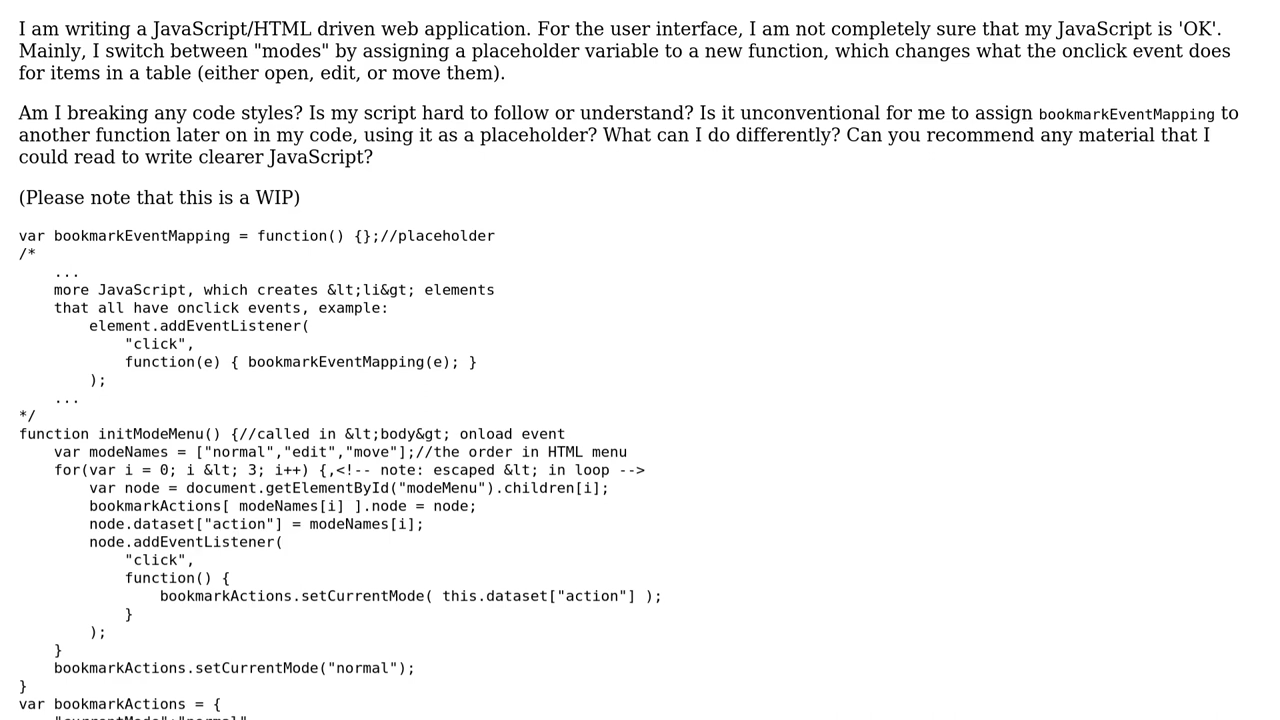 I am writing a JavaScript/HTML driven web application. For the user interface, I am not completely sure that my JavaScript is 'OK'.
Mainly, I switch between "modes" by assigning a placeholder variable to a new function, which changes what the onclick event does
for items in a table (either open, edit, or move them).
Am I breaking any code styles? Is my script hard to follow or understand? Is it unconventional for me to assign bookmarkEventMapping to
another function later on in my code, using it as a placeholder? What can I do differently? Can you recommend any material that I
could read to write clearer JavaScript?
(Please note that this is a WIP)
var bookmarkEventMapping = function() {};//placeholder
/*
    ...
    more JavaScript, which creates &lt;li&gt; elements
    that all have onclick events, example:
        element.addEventListener(
            "click",
            function(e) { bookmarkEventMapping(e); }
        );
    ...
*/
function initModeMenu() {//called in &lt;body&gt; onload event
    var modeNames = ["normal","edit","move"];//the order in HTML menu
    for(var i = 0; i &lt; 3; i++) {,<!-- note: escaped &lt; in loop -->
        var node = document.getElementById("modeMenu").children[i];
        bookmarkActions[ modeNames[i] ].node = node;
        node.dataset["action"] = modeNames[i];
        node.addEventListener(
            "click",
            function() {
                bookmarkActions.setCurrentMode( this.dataset["action"] );
            }
        );
    }
    bookmarkActions.setCurrentMode("normal");
}
var bookmarkActions = {
    "currentMode":"normal"